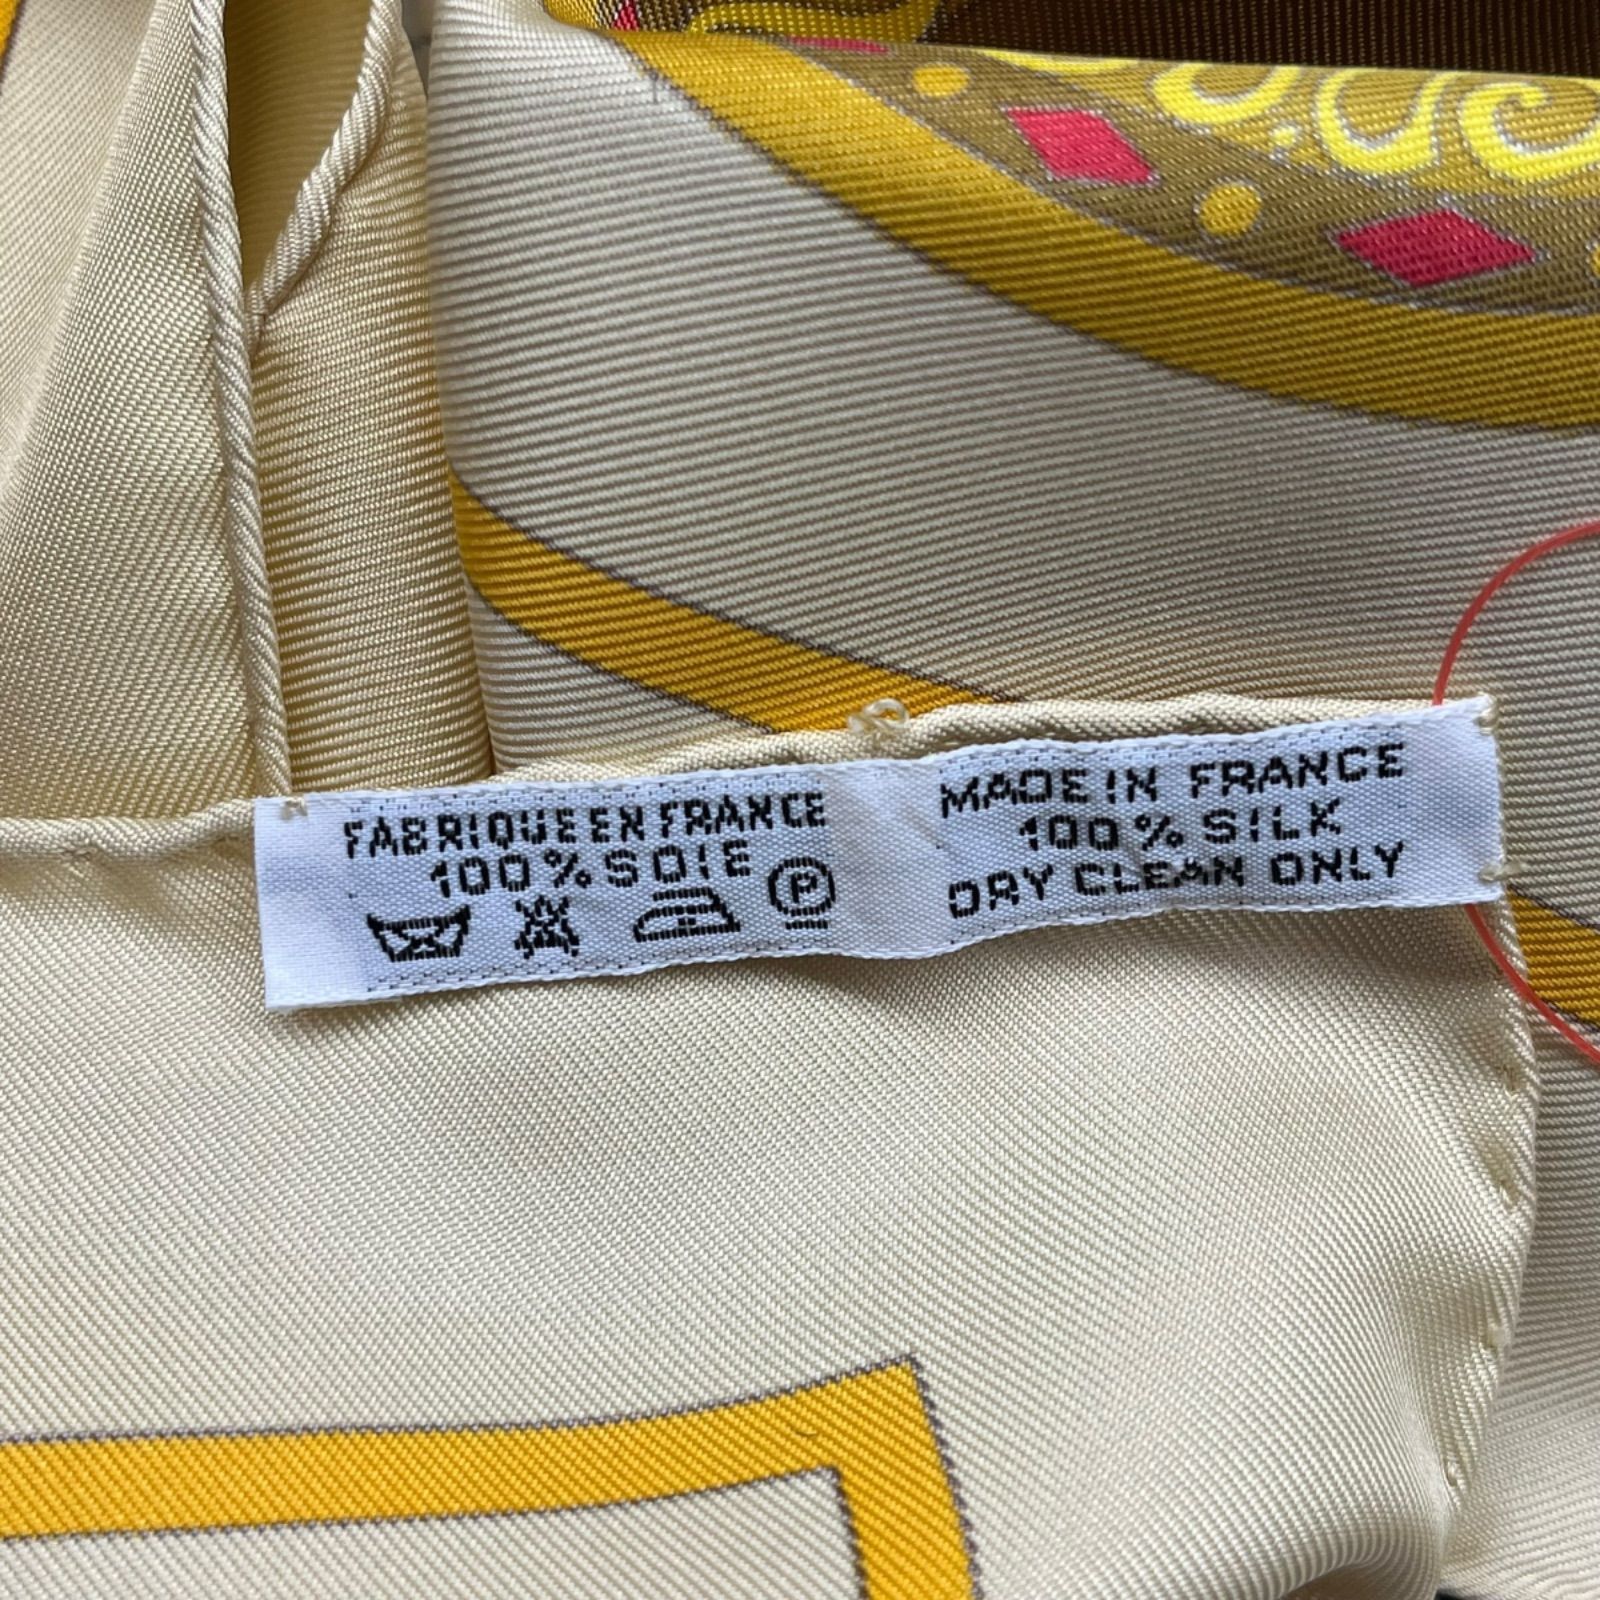 FABRIQUE EN FRANCE
100% SOIE
P
MADE IN FRANCE
100% SILK
DRY CLEAN ONLY